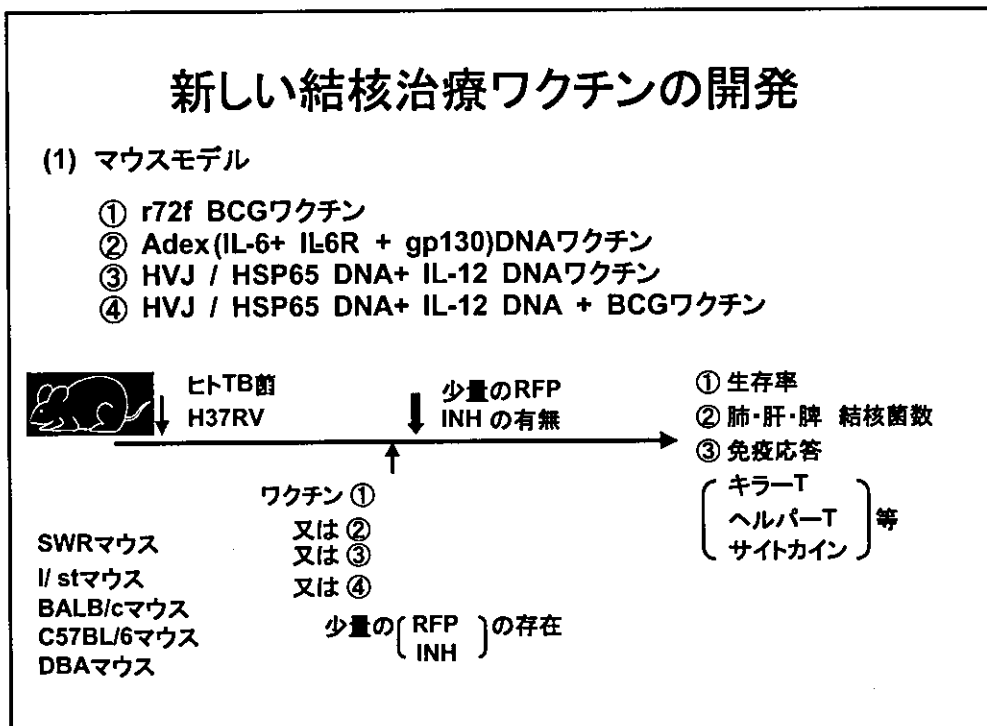 新しい結核治療ワクチンの開発
(1) マウスモデル
① r72f BCGワクチン
② Adex(IL-6+ IL-6R + gp130)DNAワクチン
③ HVJ / HSP65 DNA+ IL-12 DNAワクチン
④ HVJ / HSP65 DNA+ IL-12 DNA + BCGワクチン
ヒトTB菌
H37RV
少量のRFP
INH の有無
① 生存率
② 肺・肝・脾 結核菌数
③ 免疫応答
キラーT
ヘルパーT 等
サイトカイン
ワクチン ①
又は ②
又は ③
又は ④
少量の RFP の存在
INH
SWRマウス
I/ stマウス
BALB/cマウス
C57BL/6マウス
DBAマウス